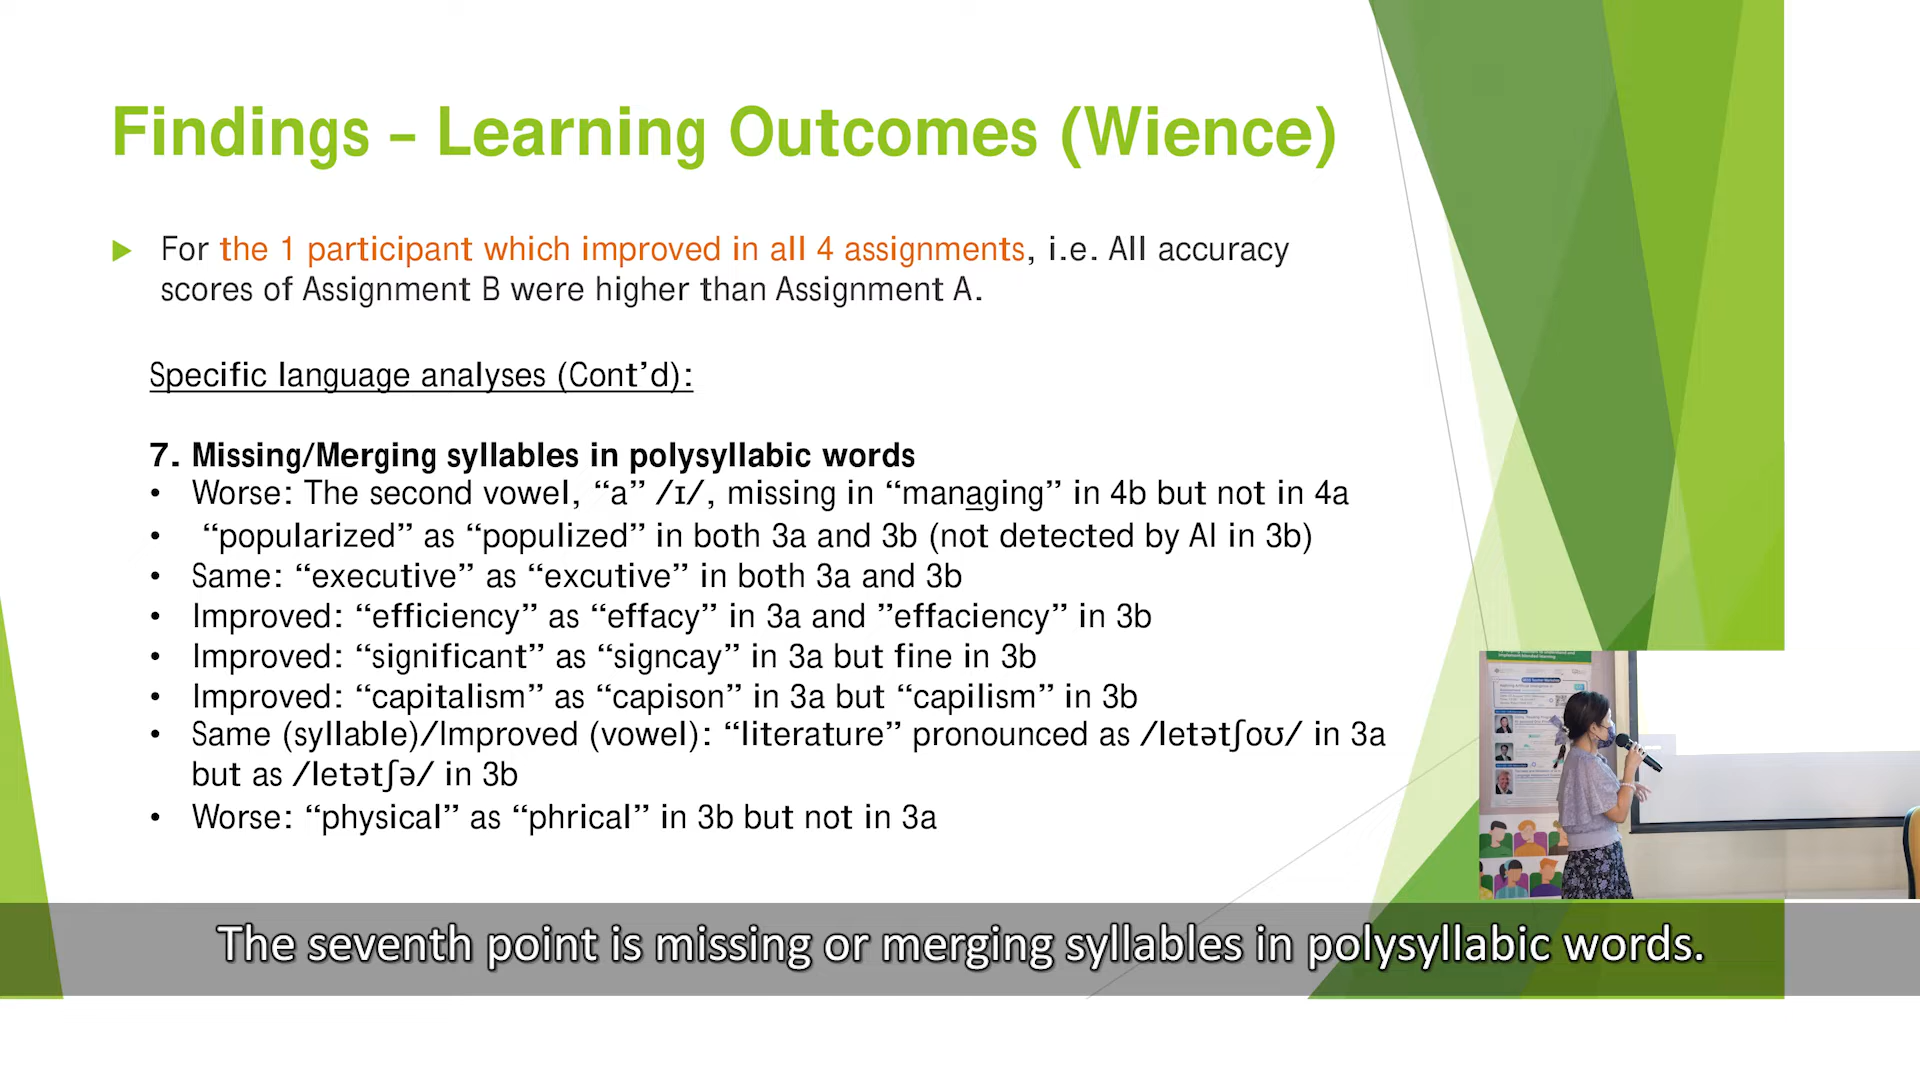 Findings – Learning Outcomes (Wience)
For the 1 participant which improved in all 4 assignments, i.e. All accuracy
scores of Assignment B were higher than Assignment A.
Specific language analyses (Cont’d):
7. Missing/Merging syllables in polysyllabic words
• Worse: The second vowel, “a” /ɪ/, missing in “managing” in 4b but not in 4a
• “popularized” as “populized” in both 3a and 3b (not detected by AI in 3b)
• Same: “executive” as “excutive” in both 3a and 3b
• Improved: “efficiency” as “effacy” in 3a and ”effaciency” in 3b
• Improved: “significant” as “signcay” in 3a but fine in 3b
• Improved: “capitalism” as “capison” in 3a but “capilism” in 3b
• Same (syllable)/Improved (vowel): “literature” pronounced as /letətʃoʊ/ in 3a
but as /letətʃə/ in 3b
• Worse: “physical” as “phrical” in 3b but not in 3a
The seventh point is missing or merging syllables in polysyllabic words.